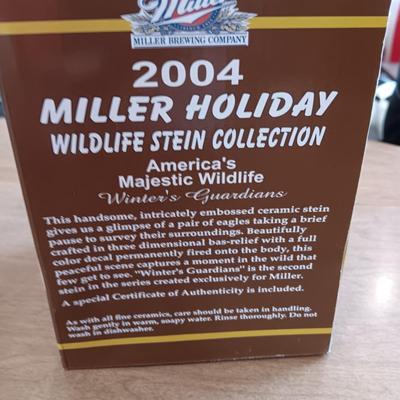 Miller
MILLER BREWING COMPANY
2004
MILLER HOLIDAY
WILDLIFE STEIN COLLECTION
America's
Majestic Wildlife
Winter's Guardians
This handsome, intricately embossed ceramic stein
gives us a glimpse of a pair of eagles taking a brief
pause to survey their surroundings. Beautifully
crafted in three dimensional bas-relief with a full
color decal permanently fired onto the body, this
peaceful scene captures a moment in the wild that
few get to see. "Winter's Guardians" is the second
stein in the series created exclusively for Miller.
A special Certificate of Authenticity is included.
As with all fine ceramics, care should be taken in handling.
Wash gently in warm, soapy water. Rinse thoroughly. Do not
wash in dishwasher.